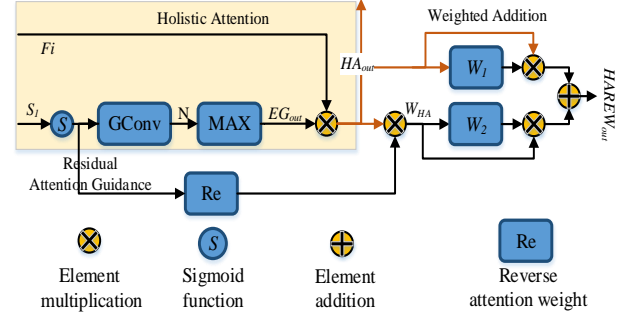 Holistic Attention
Weighted Addition
Fi
HAout
W1
S1
S
GConv
N
MAX
EGout
WHA
W2
HAREWout
Residual
Attention Guidance
Re
S
Re
Element
multiplication
Sigmoid
function
Element
addition
Reverse
attention weight